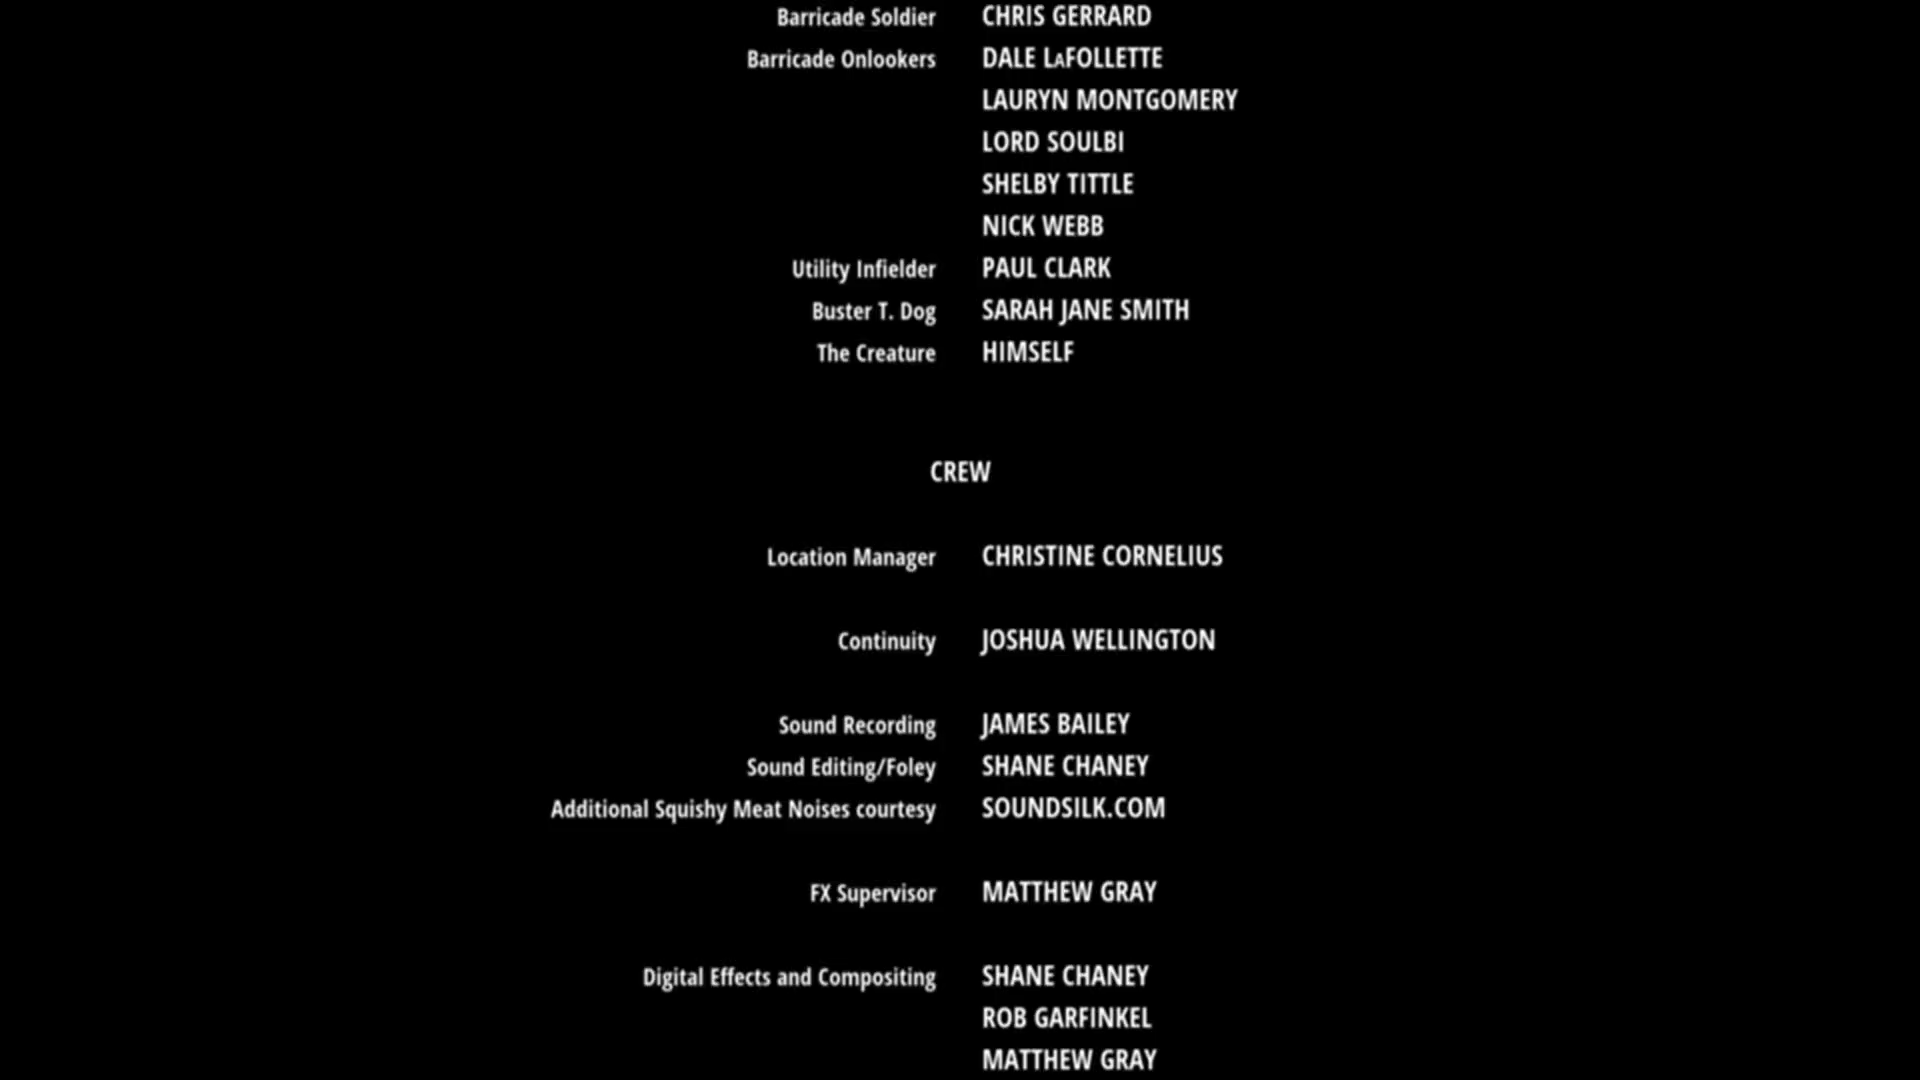 Barricade Soldier CHRIS GERRARD
Barricade Onlookers DALE LAFOLLETTE
LAURYN MONTGOMERY
LORD SOULBI
SHELBY TITTLE
NICK WEBB
Utility Infielder PAUL CLARK
Buster T. Dog SARAH JANE SMITH
The Creature HIMSELF
CREW
Location Manager CHRISTINE CORNELIUS
Continuity JOSHUA WELLINGTON
Sound Recording JAMES BAILEY
Sound Editing/Foley SHANE CHANEY
Additional Squishy Meat Noises courtesy SOUNDSILK.COM
FX Supervisor MATTHEW GRAY
Digital Effects and Compositing SHANE CHANEY
ROB GARFINKEL
MATTHEW GRAY